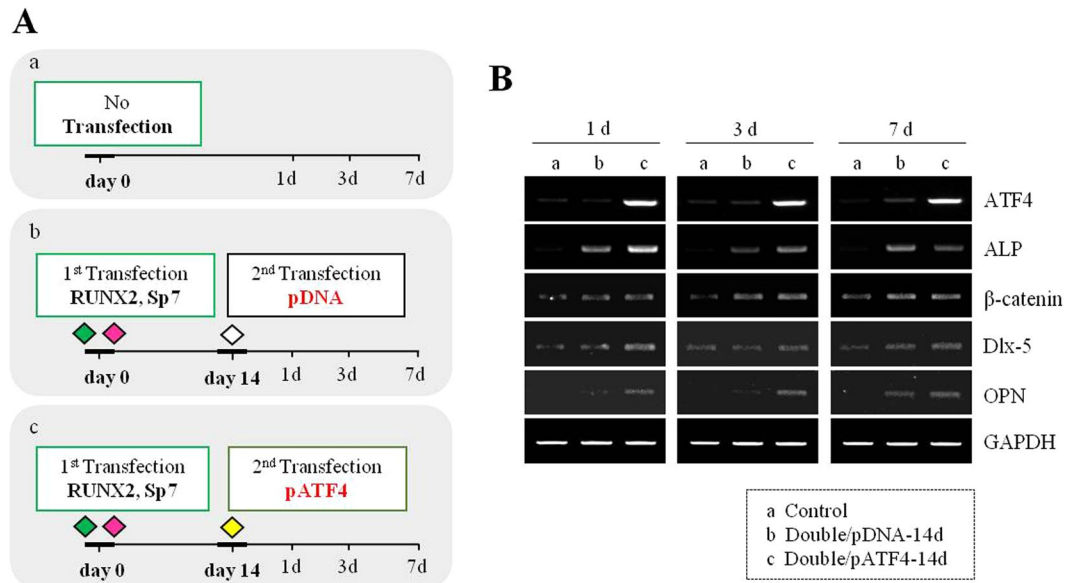 A
a
No
Transfection
day 0 1d 3d 7d
b
1st Transfection 2nd Transfection
RUNX2, Sp7 pDNA
day 0 day 14 1d 3d 7d
c
1st Transfection 2nd Transfection
RUNX2, Sp7 pATF4
day 0 day 14 1d 3d 7d
B
1 d 3 d 7 d
a b c a b c a b c
ATF4
ALP
β-catenin
Dlx-5
OPN
GAPDH
a Control
b Double/pDNA-14d
c Double/pATF4-14d